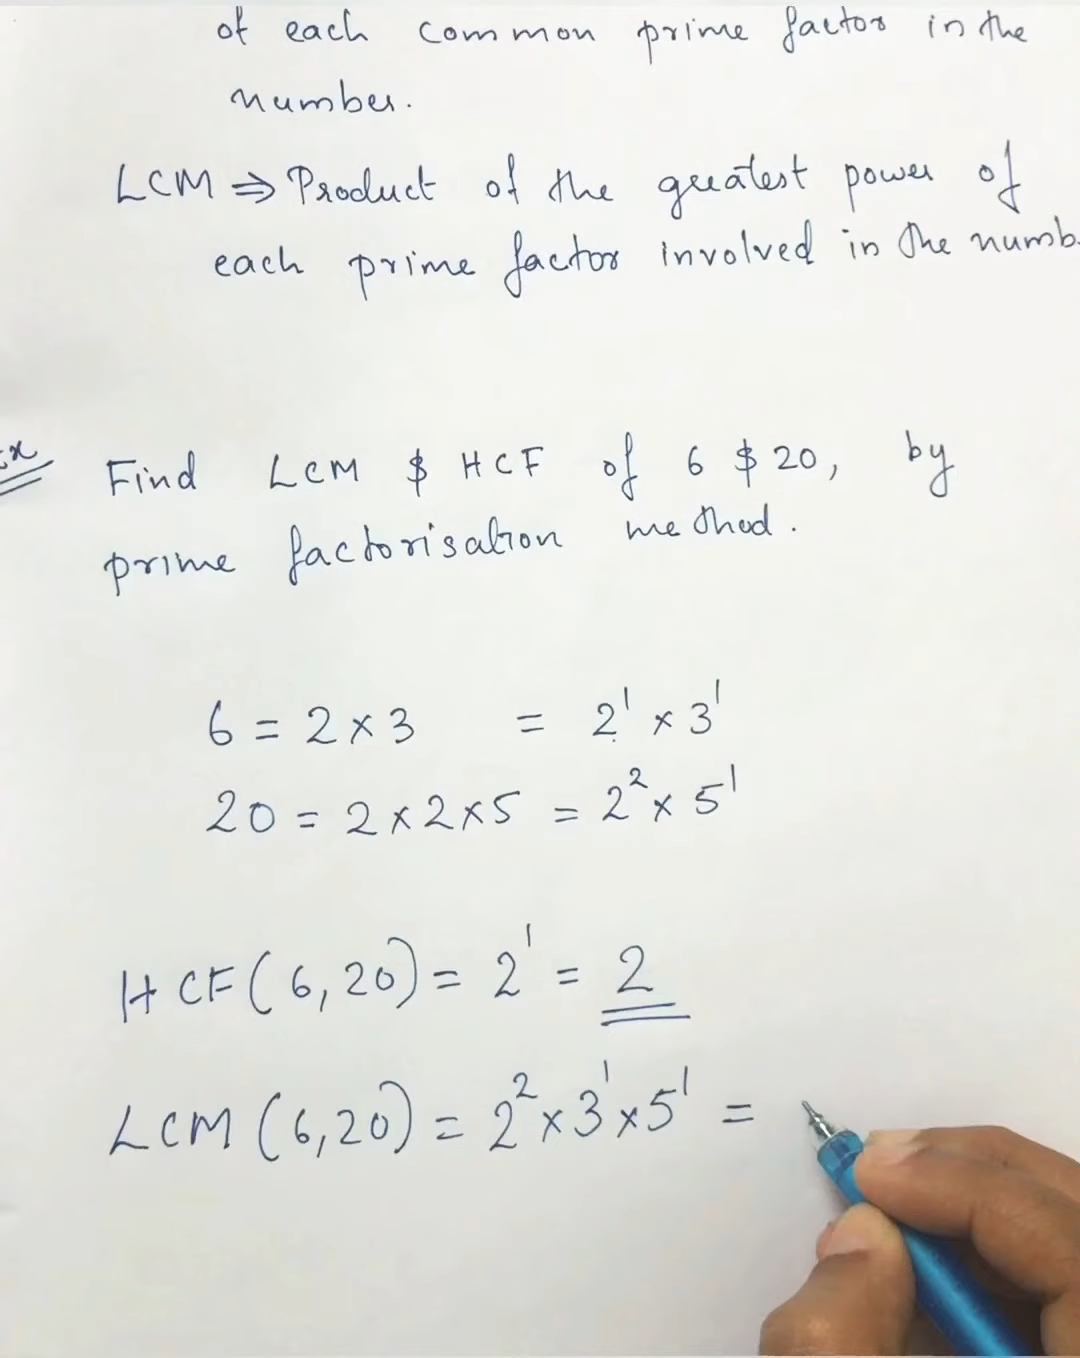 of each common prime factor in the
number.
LCM ⇒ Product of the greatest power of
each prime factor involved in the numb
Ex
Find LCM $ HCF of 6 $ 20, by
prime factorisation method.
6 = 2 × 3 = 2¹ × 3¹
20 = 2 × 2 × 5 = 2² × 5¹
HCF (6, 20) = 2¹ = 2
LCM (6, 20) = 2² × 3¹ × 5¹ =